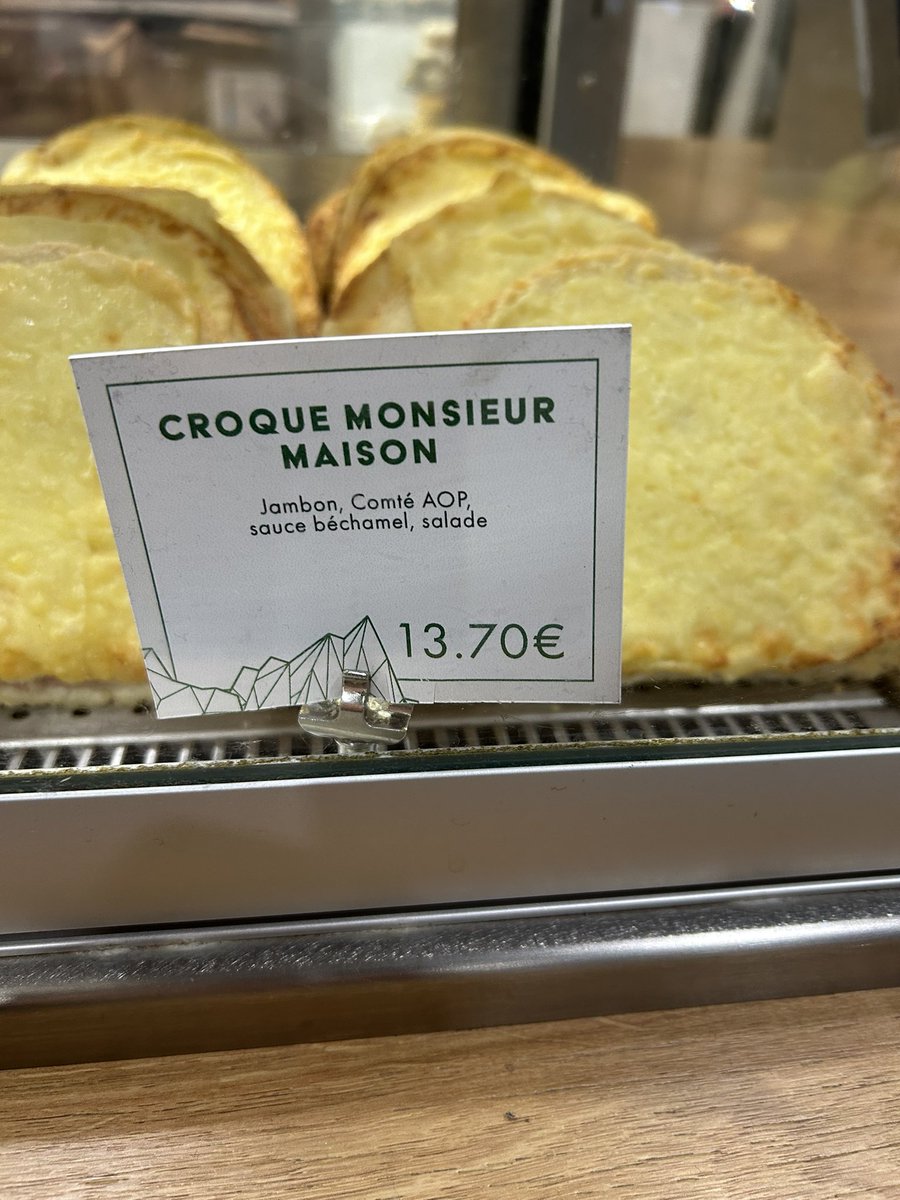 CROQUE MONSIEUR
MAISON
Jambon, Comté AOP,
sauce béchamel, salade
13.70€